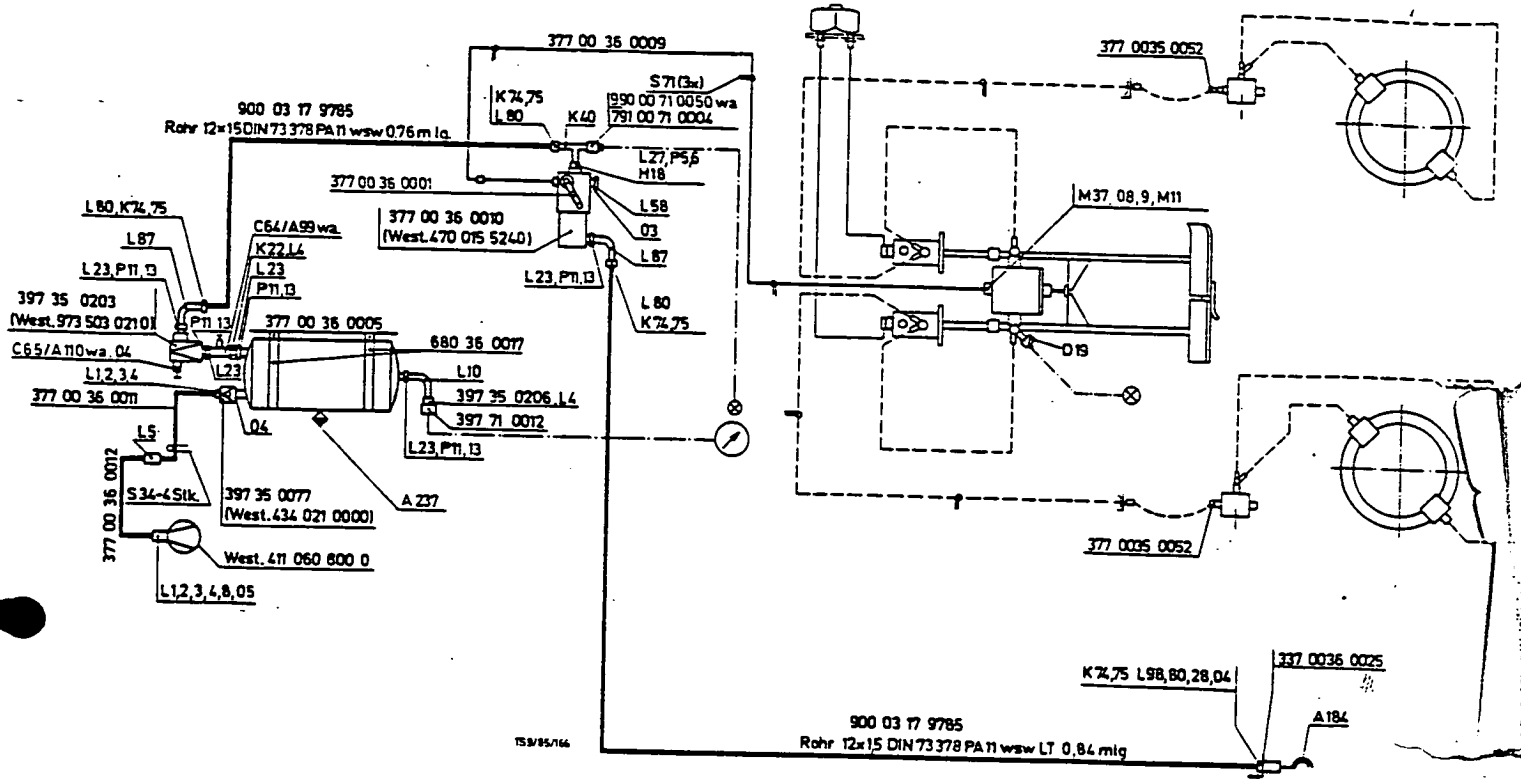 377 00 36 0009
377 0035 0052
S71(3x)
K74,75
L80
990 00 71 0050 wa
791 00 71 0004
K40
900 03 17 9785
Rohr 12x15 DIN 73378 PA11 wsw 0.76 m lg.
L27,P5,6
H18
377 00 36 0001
L58
03
377 00 36 0010
(West.470 015 5240)
M37, 08,9,M11
L80,K74,75
C64/A99 wa.
L87
K22,L4
L87
L23,P11,13
L23
P11,13
L23,P11,13
L80
K74,75
397 35 0203
(West.973 503 0210)
P11 13
377 00 36 0005
680 36 0017
C65/A110 wa. 04
L23
D19
L1,2,3,4
L10
377 00 36 0011
397 35 0206,L4
04
397 71 0012
L5
L23,P11,13
377 00 36 0012
S34-4Stk.
397 35 0077
(West.434 021 0000)
A 237
377 0035 0052
West.411 060 600 0
L1,2,3,4,8,05
337 0036 0025
K74,75 L98,80,28,04
A184
900 03 17 9785
Rohr 12x15 DIN 73378 PA 11 wsw LT 0,84 mlg